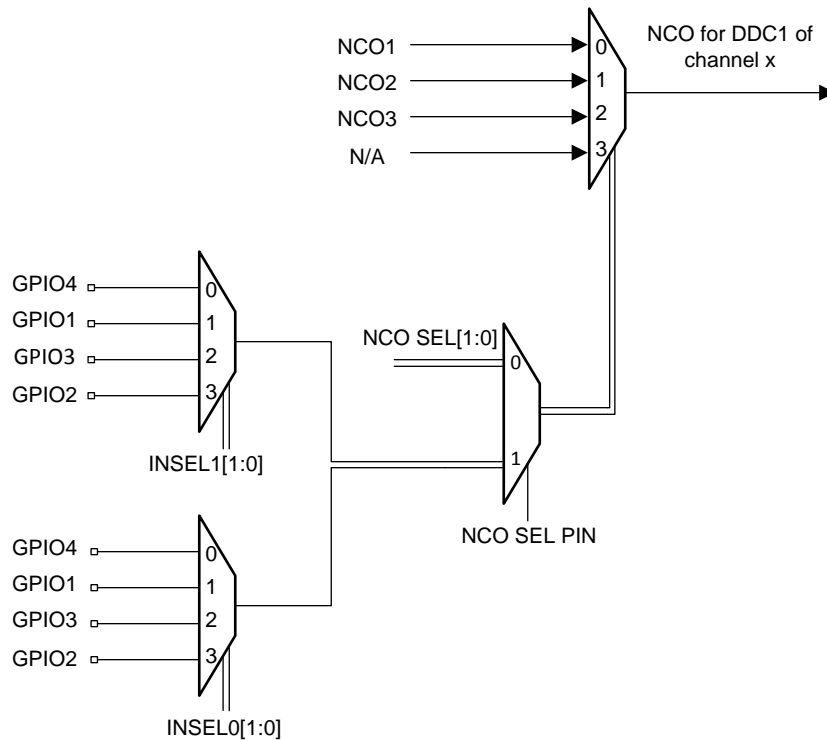 NCO1
NCO2
NCO3
N/A
0
1
2
3
NCO for DDC1 of
channel x
GPIO4
GPIO1
GPIO3
GPIO2
0
1
2
3
INSEL1[1:0]
NCO SEL[1:0]
0
1
NCO SEL PIN
GPIO4
GPIO1
GPIO3
GPIO2
0
1
2
3
INSEL0[1:0]